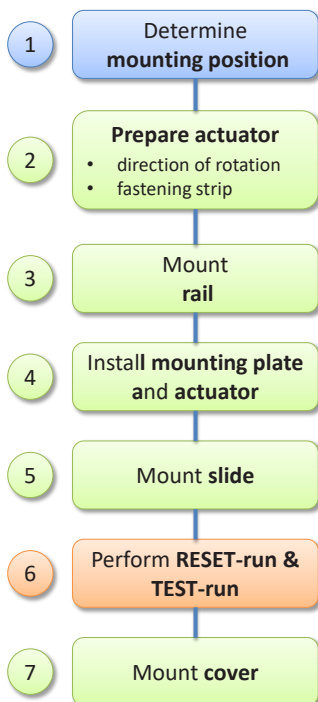 1
Determine
mounting position
2
Prepare actuator
• direction of rotation
• fastening strip
3
Mount
rail
4
Install mounting plate
and actuator
5
Mount slide
6
Perform RESET-run &
TEST-run
7
Mount cover